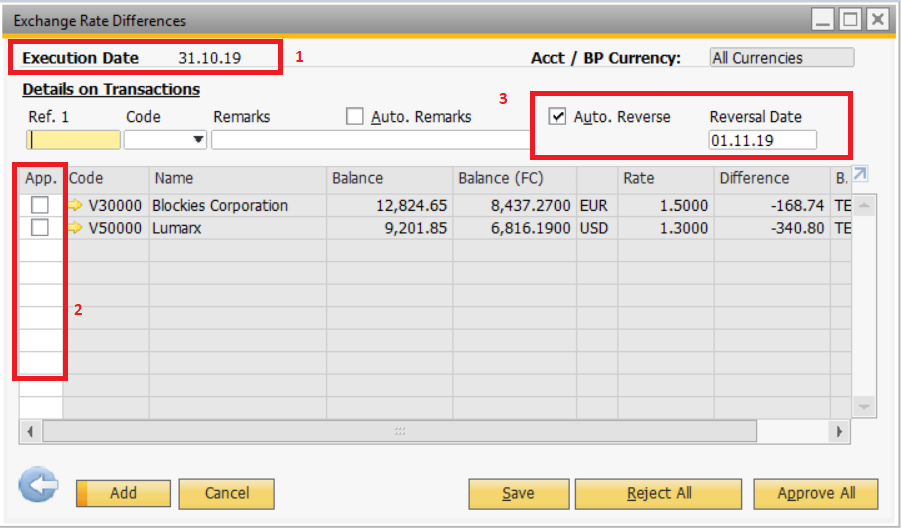 Exchange Rate Differences
Execution Date 31.10.19 1 Acct / BP Currency: All Currencies
Details on Transactions
3
Ref. 1 Code Remarks Auto. Remarks Auto. Reverse Reversal Date
01.11.19
App. Code Name Balance Balance (FC) Rate Difference B.
V30000 Blockies Corporation 12,824.65 8,437.2700 EUR 1.5000 -168.74 TE
V50000 Lumarx 9,201.85 6,816.1900 USD 1.3000 -340.80 TE
2
Add Cancel Save Reject All Approve All